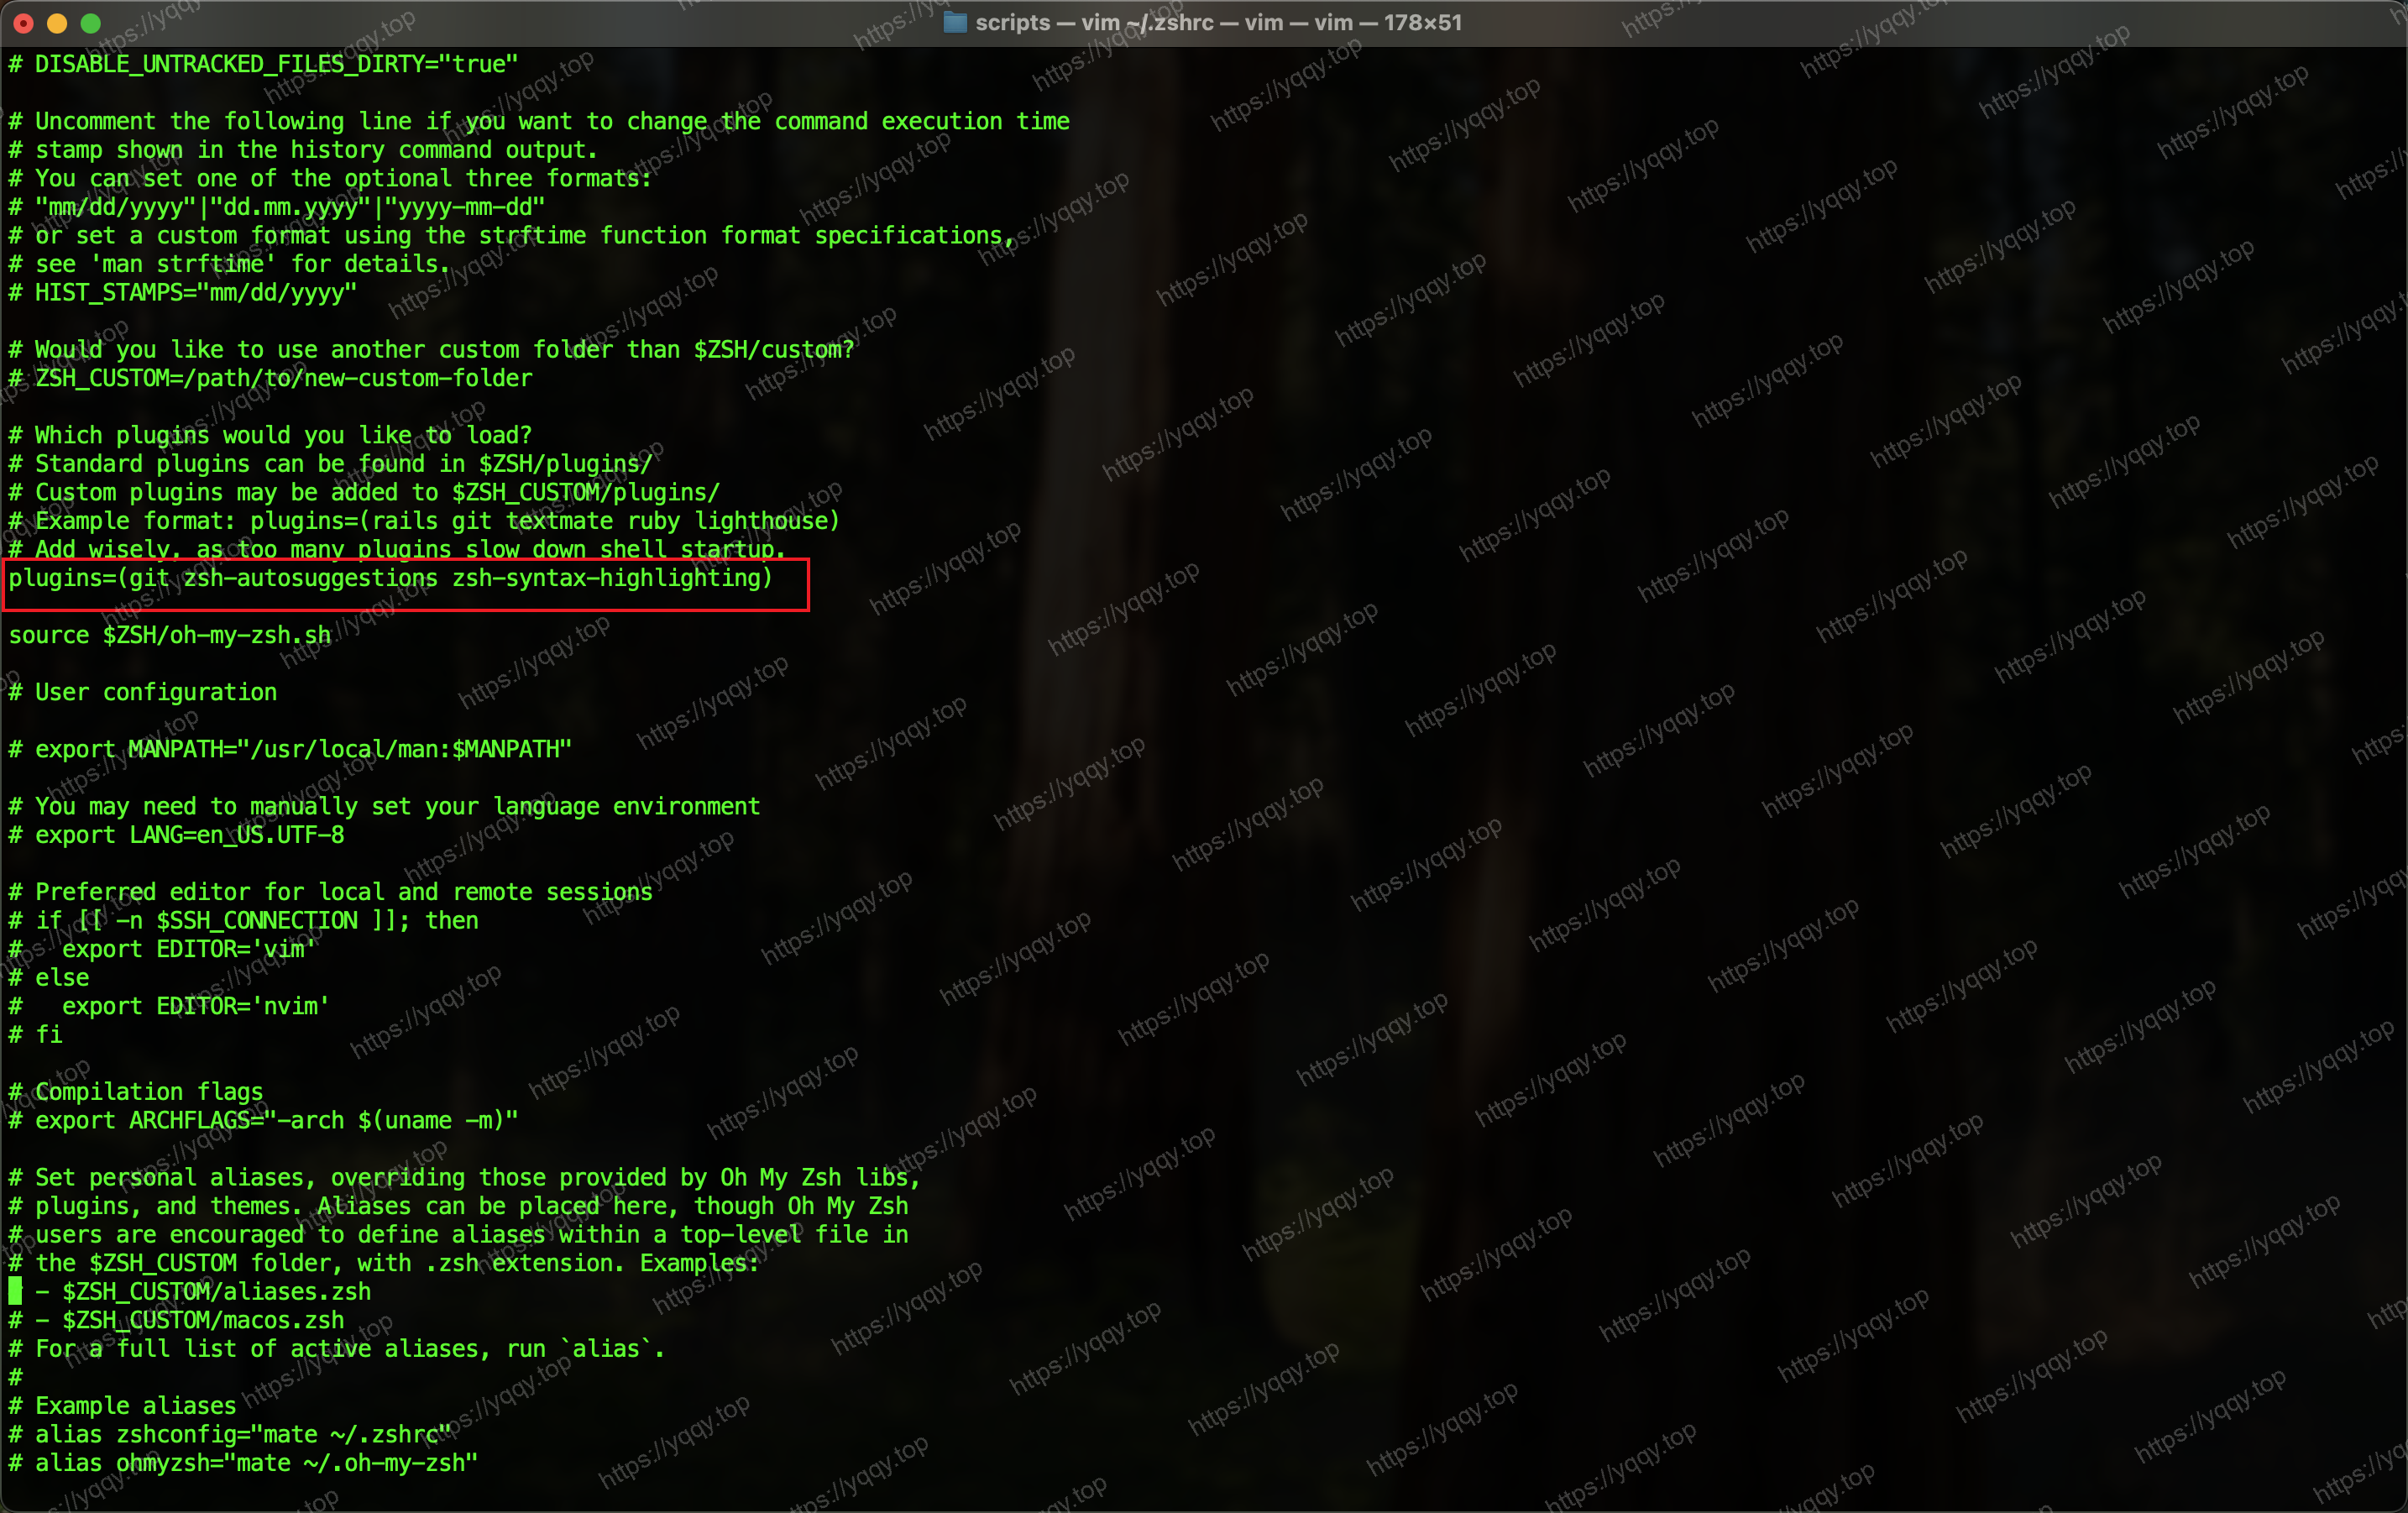 scripts — vim ~/.zshrc — vim — vim — 178×51
# DISABLE_UNTRACKED_FILES_DIRTY="true"
# Uncomment the following line if you want to change the command execution time
# stamp shown in the history command output.
# You can set one of the optional three formats:
# "mm/dd/yyyy"|"dd.mm.yyyy"|"yyyy-mm-dd"
# or set a custom format using the strftime function format specifications,
# see 'man strftime' for details.
# HIST_STAMPS="mm/dd/yyyy"
# Would you like to use another custom folder than $ZSH/custom?
# ZSH_CUSTOM=/path/to/new-custom-folder
# Which plugins would you like to load?
# Standard plugins can be found in $ZSH/plugins/
# Custom plugins may be added to $ZSH_CUSTOM/plugins/
# Example format: plugins=(rails git textmate ruby lighthouse)
# Add wisely, as too many plugins slow down shell startup.
plugins=(git zsh-autosuggestions zsh-syntax-highlighting)
source $ZSH/oh-my-zsh.sh
# User configuration
# export MANPATH="/usr/local/man:$MANPATH"
# You may need to manually set your language environment
# export LANG=en_US.UTF-8
# Preferred editor for local and remote sessions
# if [[ -n $SSH_CONNECTION ]]; then
#   export EDITOR='vim'
# else
#   export EDITOR='nvim'
# fi
# Compilation flags
# export ARCHFLAGS="-arch $(uname -m)"
# Set personal aliases, overriding those provided by Oh My Zsh libs,
# plugins, and themes. Aliases can be placed here, though Oh My Zsh
# users are encouraged to define aliases within a top-level file in
# the $ZSH_CUSTOM folder, with .zsh extension. Examples:
- $ZSH_CUSTOM/aliases.zsh
# - $ZSH_CUSTOM/macos.zsh
# For a full list of active aliases, run `alias`.
#
# Example aliases
# alias zshconfig="mate ~/.zshrc"
# alias ohmyzsh="mate ~/.oh-my-zsh"
https://yqqy.top